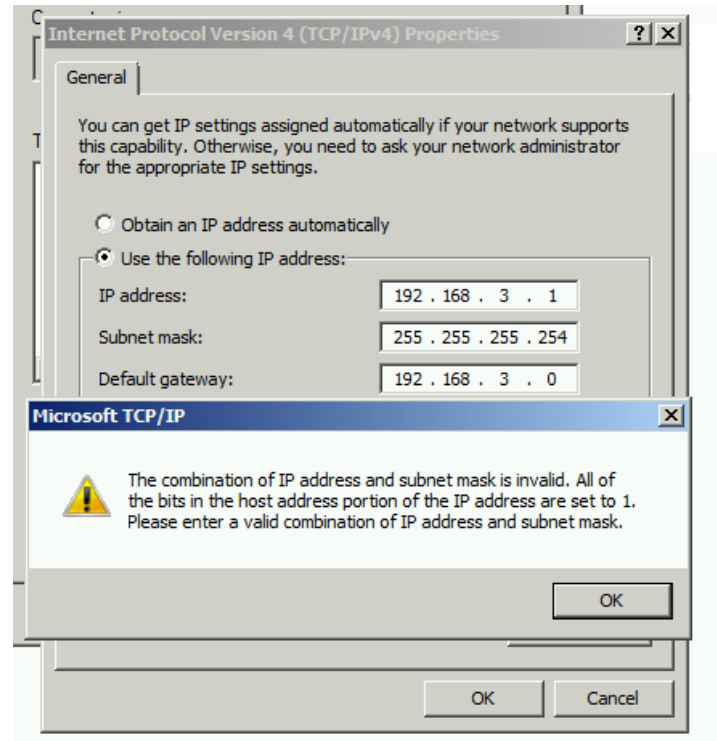 Internet Protocol Version 4 (TCP/IPv4) Properties
General
You can get IP settings assigned automatically if your network supports
this capability. Otherwise, you need to ask your network administrator
for the appropriate IP settings.
Obtain an IP address automatically
Use the following IP address:
IP address: 192 . 168 . 3 . 1
Subnet mask: 255 . 255 . 255 . 254
Default gateway: 192 . 168 . 3 . 0
Microsoft TCP/IP
The combination of IP address and subnet mask is invalid. All of
the bits in the host address portion of the IP address are set to 1.
Please enter a valid combination of IP address and subnet mask.
OK
OK Cancel